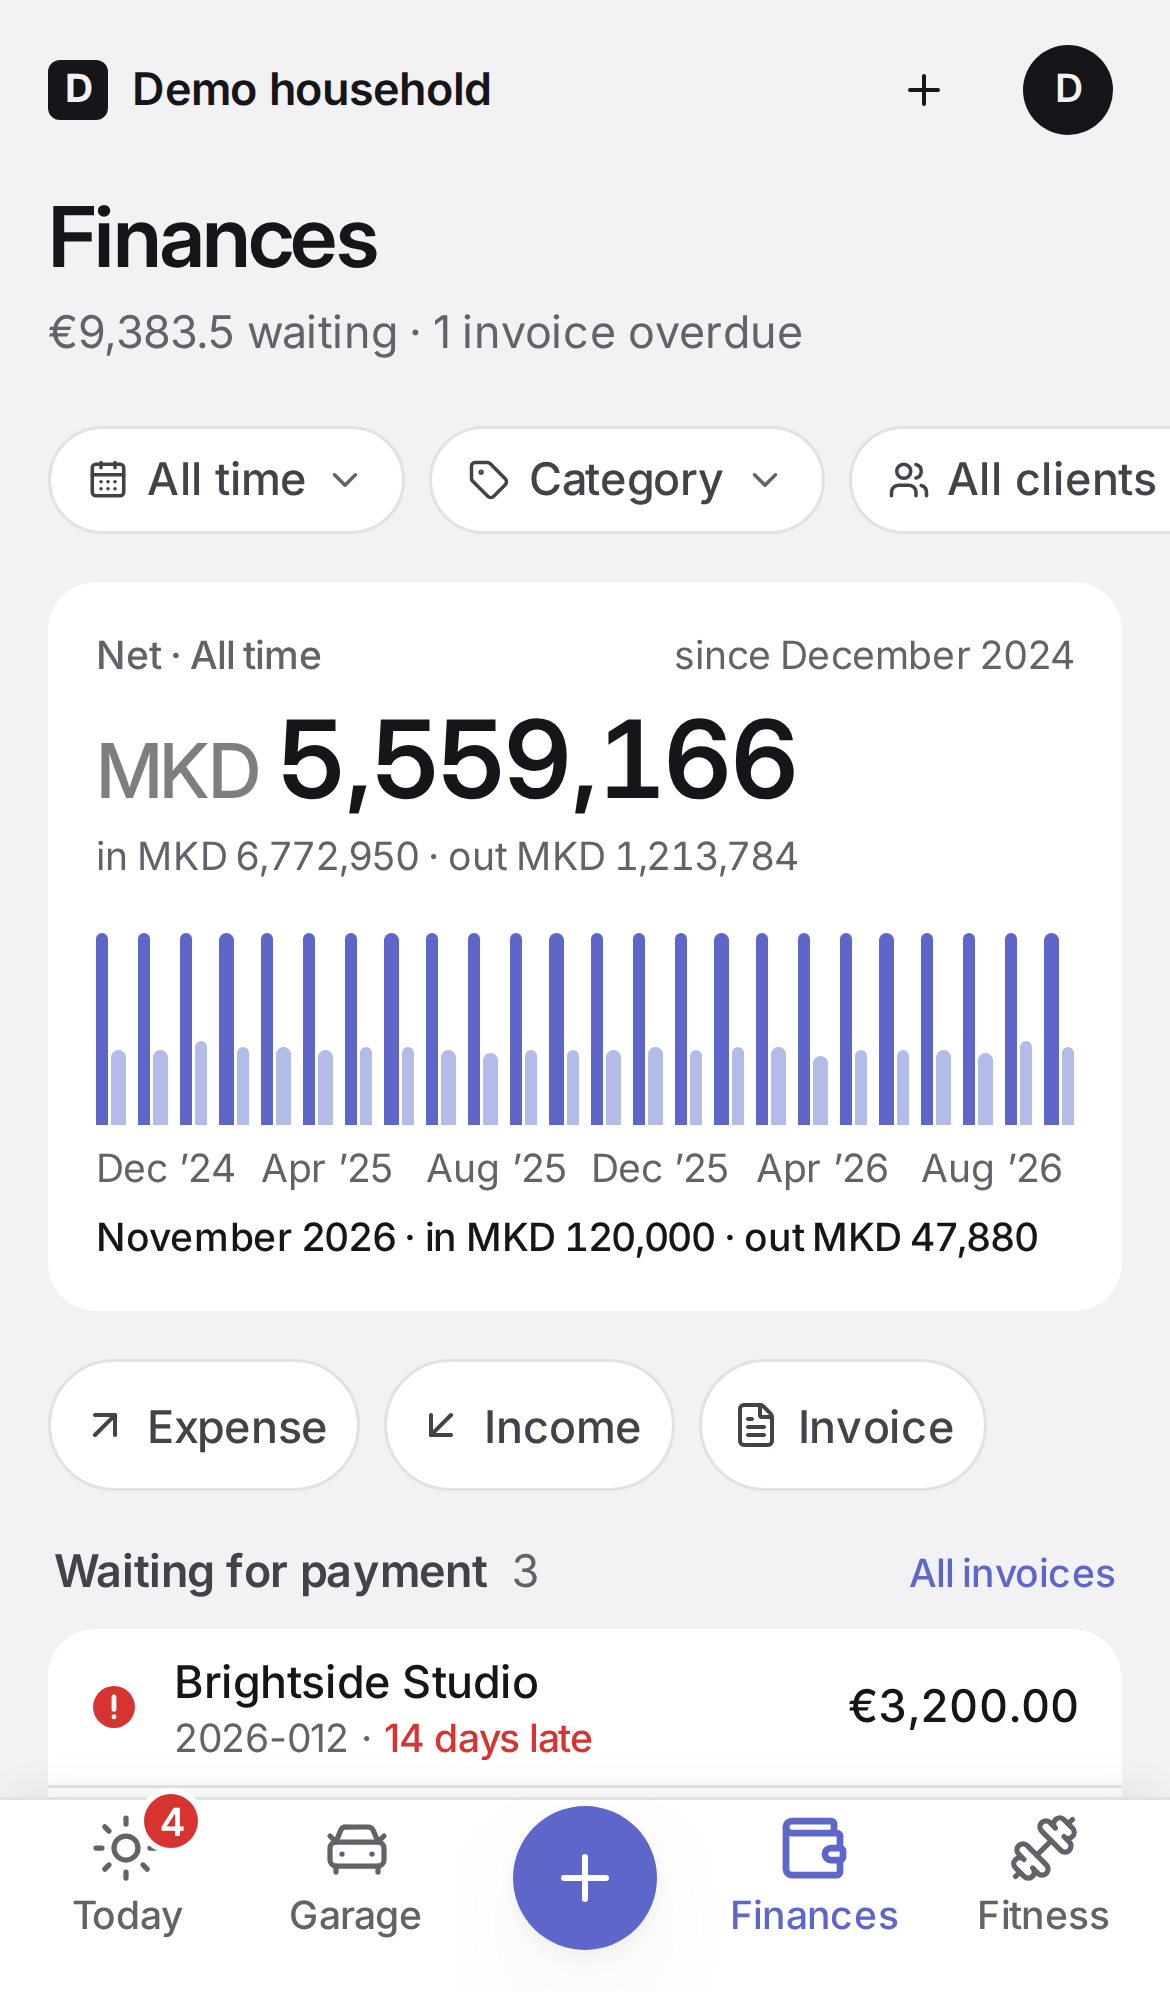 D Demo household D
Finances
€9,383.5 waiting · 1 invoice overdue
All time Category All clients
Net · All time since December 2024
MKD 5,559,166
in MKD 6,772,950 · out MKD 1,213,784
Dec ’24 Apr ’25 Aug ’25 Dec ’25 Apr ’26 Aug ’26
November 2026 · in MKD 120,000 · out MKD 47,880
Expense Income Invoice
Waiting for payment 3 All invoices
Brightside Studio €3,200.00
2026-012 · 14 days late
4
Today Garage Finances Fitness